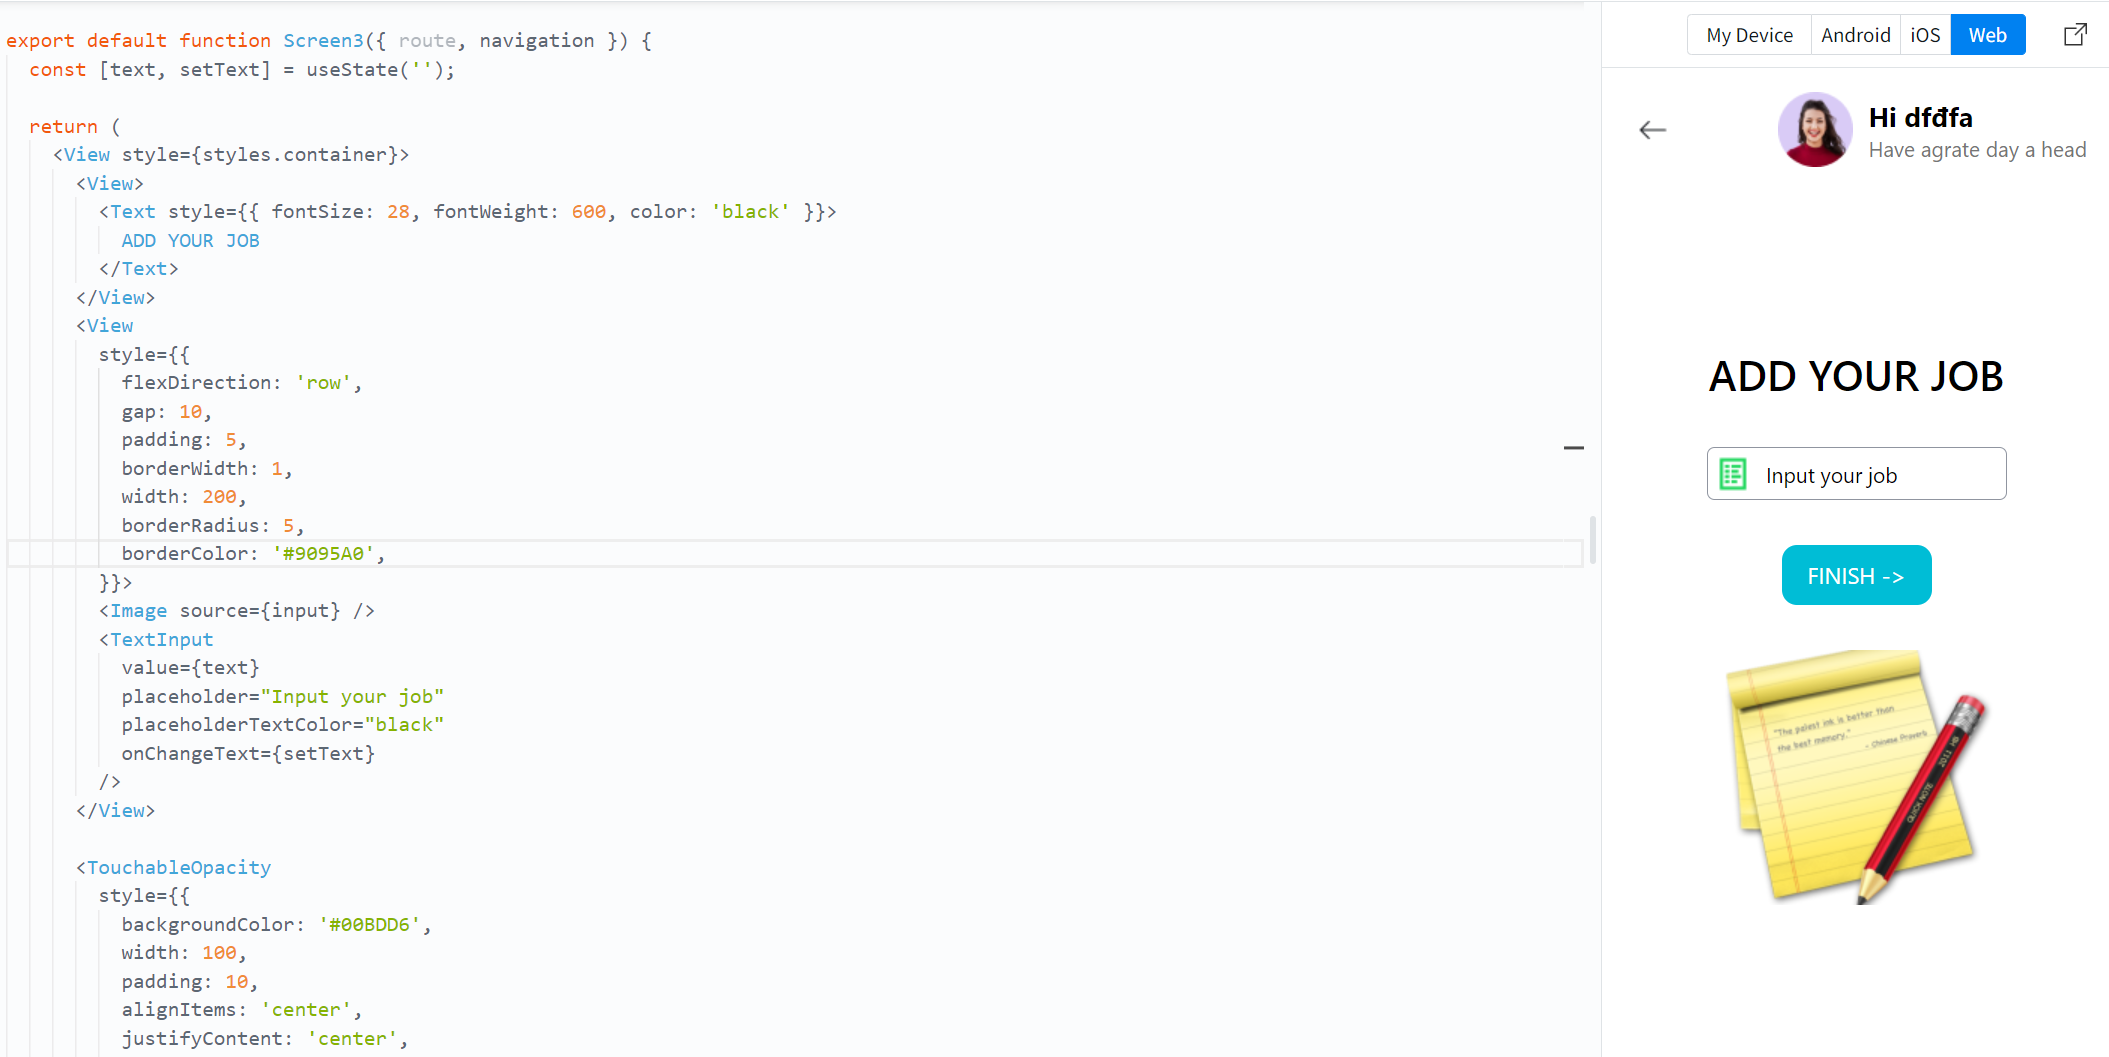 export default function Screen3({ route, navigation }) {
const [text, setText] = useState('');
return (
<View style={styles.container}>
<View>
<Text style={{ fontSize: 28, fontWeight: 600, color: 'black' }}>
ADD YOUR JOB
</Text>
</View>
<View
style={{
flexDirection: 'row',
gap: 10,
padding: 5,
borderWidth: 1,
width: 200,
borderRadius: 5,
borderColor: '#9095A0',
}}>
<Image source={input} />
<TextInput
value={text}
placeholder="Input your job"
placeholderTextColor="black"
onChangeText={setText}
/>
</View>
<TouchableOpacity
style={{
backgroundColor: '#00BDD6',
width: 100,
padding: 10,
alignItems: 'center',
justifyContent: 'center',
My Device Android iOS Web
Hi dfđfa
Have agrate day a head
ADD YOUR JOB
Input your job
FINISH ->
"The palest ink is better than
the best memory."
- Chinese Proverb
QUICK NOTE 2011 HB